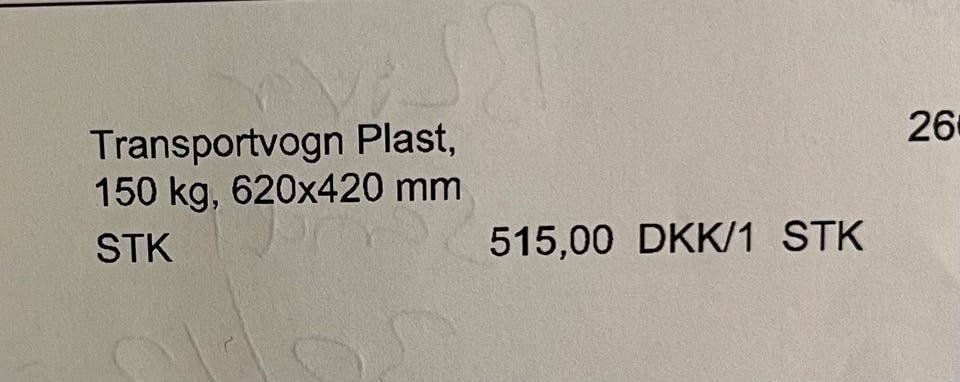 Transportvogn Plast,
150 kg, 620x420 mm
STK 515,00 DKK/1 STK